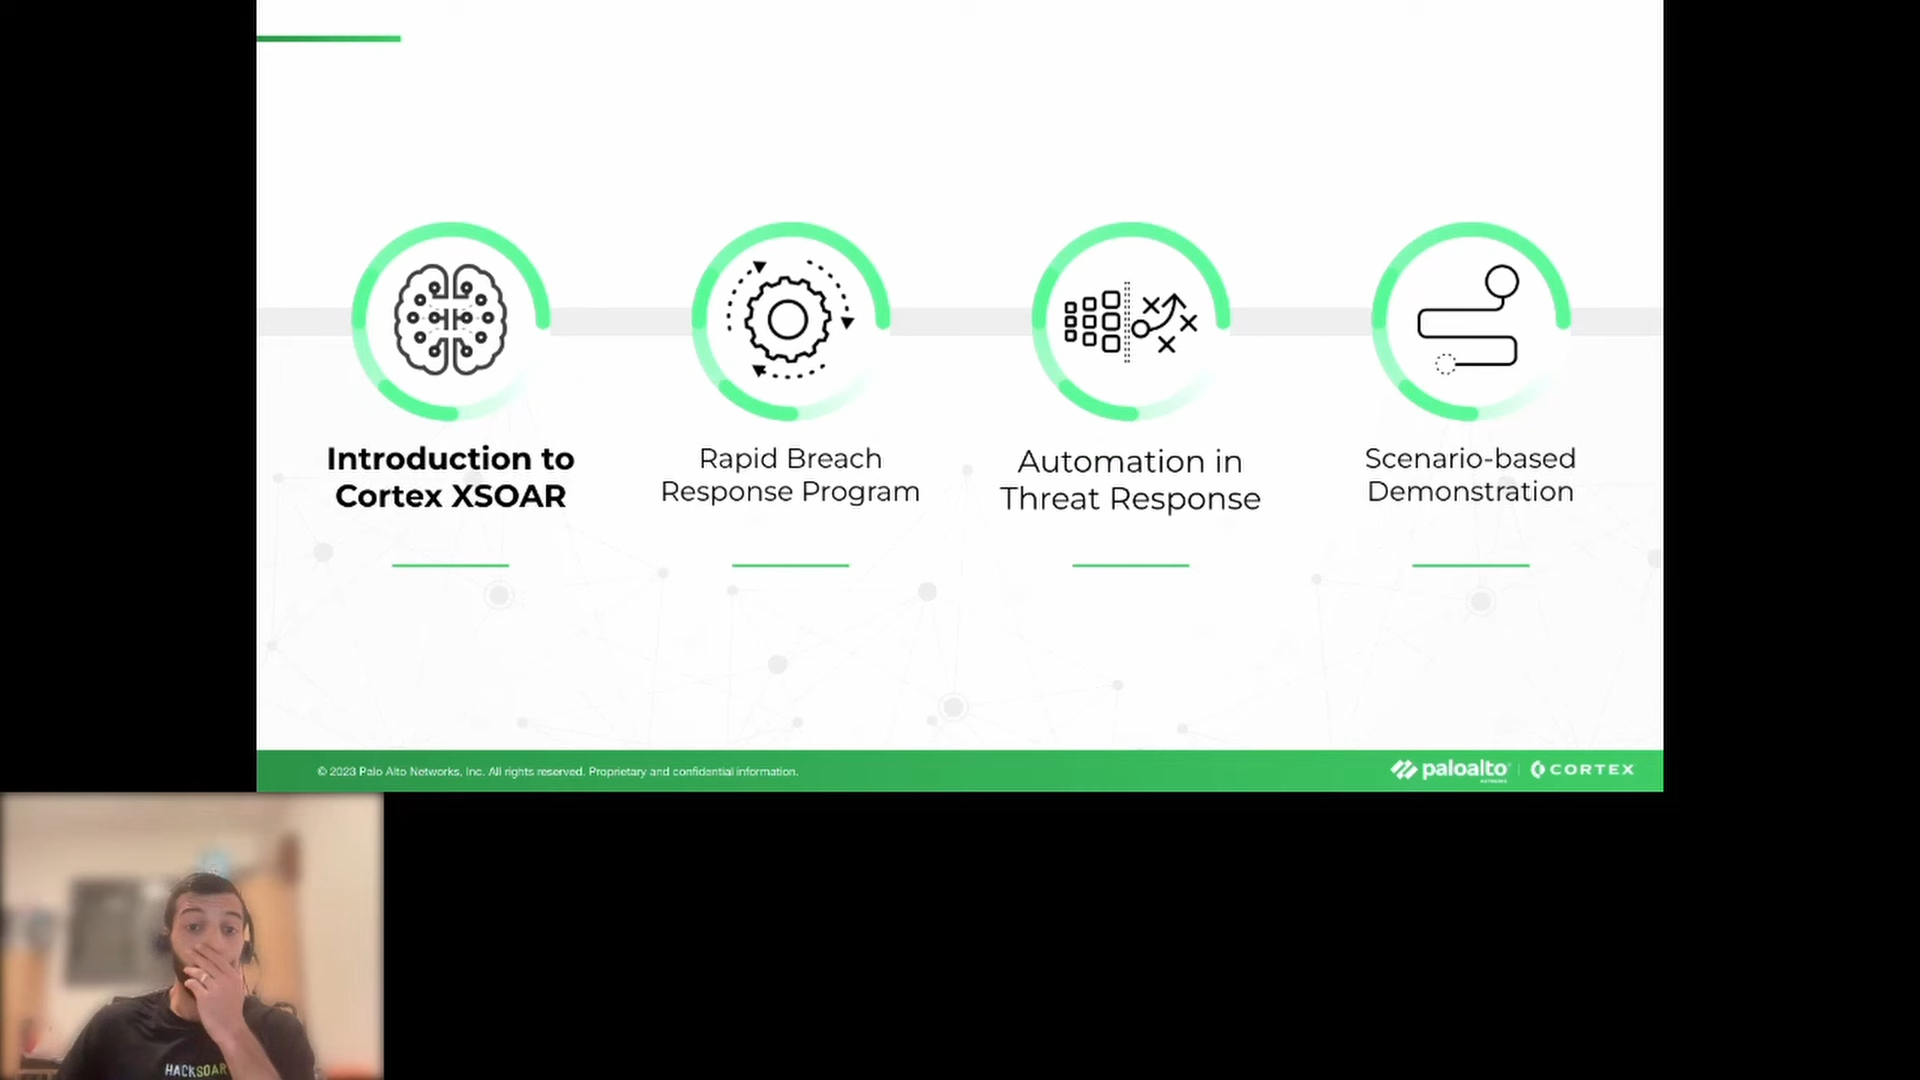 Introduction to
Cortex XSOAR
Rapid Breach
Response Program
Automation in
Threat Response
Scenario-based
Demonstration
© 2023 Palo Alto Networks, Inc. All rights reserved. Proprietary and confidential information.
paloalto
NETWORKS
CORTEX
HACKSOAR